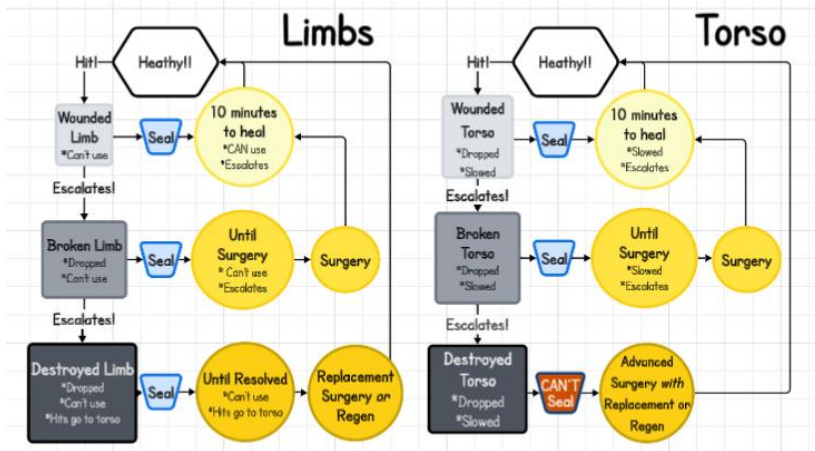 Limbs
Hit!
Heathy!!
Wounded
Limb
*Can't use
Seal
10 minutes
to heal
*CAN use
*Escalates
Escalates!
Broken Limb
*Dropped
*Can't use
Seal
Until
Surgery
* Can't use
*Escalates
Surgery
Escalates!
Destroyed Limb
*Dropped
*Can't use
*Hits go to torso
Seal
Until Resolved
*Can't use
*Hits go to torso
Replacement
Surgery or
Regen
Torso
Hit!
Heathy!!
Wounded
Torso
*Dropped
*Slowed
Seal
10 minutes
to heal
*Slowed
*Escalates
Escalates!
Broken
Torso
*Dropped
*Slowed
Seal
Until
Surgery
*Slowed
*Escalates
Surgery
Escalates!
Destroyed
Torso
*Dropped
*Slowed
CAN'T
Seal
Advanced
Surgery with
Replacement or
Regen